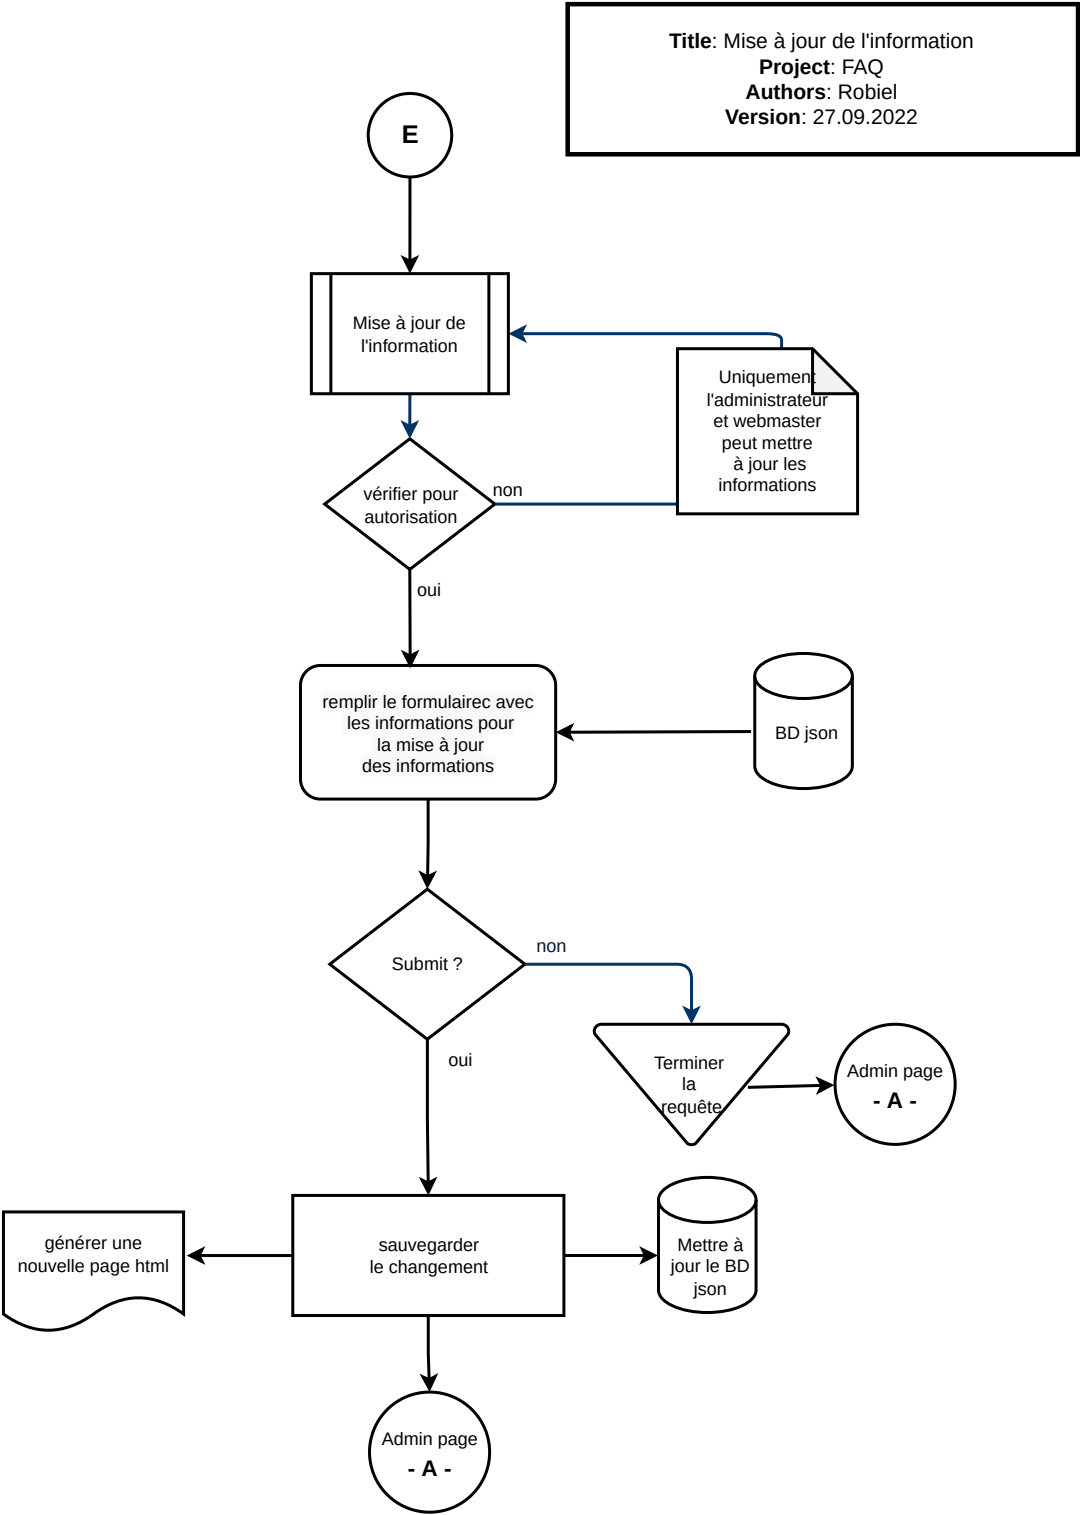 Title: Mise à jour de l'information
Project: FAQ
Authors: Robiel
Version: 27.09.2022
E
Mise à jour de
l'information
Uniquement
l'administrateur
et webmaster
peut mettre
à jour les
informations
vérifier pour
autorisation
non
oui
remplir le formulairec avec
les informations pour
la mise à jour
des informations
BD json
Submit ?
non
oui
Terminer
la
requête
Admin page
- A -
générer une
nouvelle page html
sauvegarder
le changement
Mettre à
jour le BD
json
Admin page
- A -